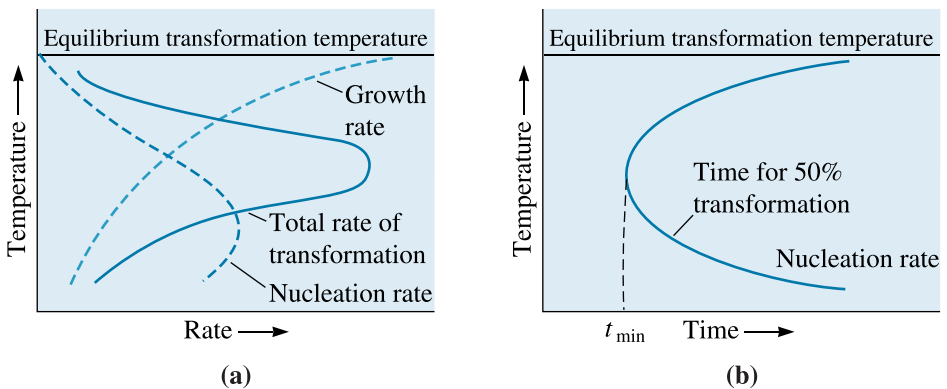 Equilibrium transformation temperature
Growth
rate
Temperature
Total rate of
transformation
Nucleation rate
Rate
(a)
Equilibrium transformation temperature
Temperature
Time for 50%
transformation
Nucleation rate
t min
Time
(b)